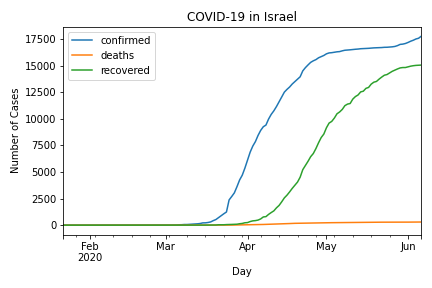 COVID-19 in Israel
confirmed
deaths
recovered
17500
15000
12500
10000
7500
5000
2500
0
Number of Cases
Feb
2020
Mar
Apr
May
Jun
Day